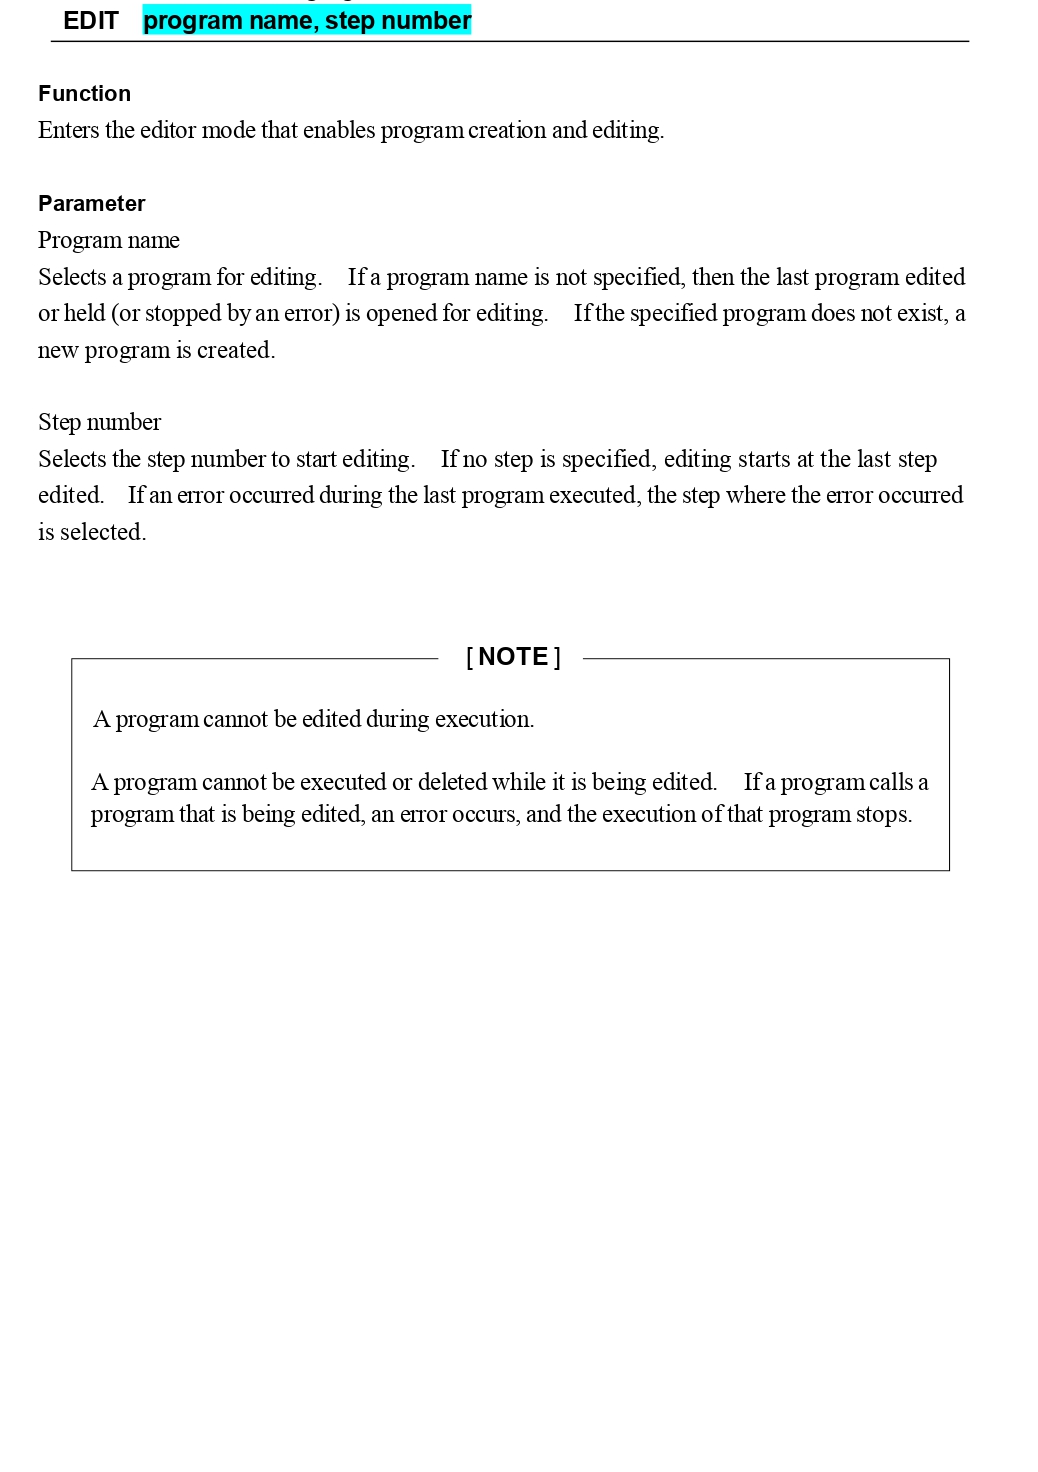 EDIT program name, step number
Function
Enters the editor mode that enables program creation and editing.
Parameter
Program name
Selects a program for editing. If a program name is not specified, then the last program edited
or held (or stopped by an error) is opened for editing. If the specified program does not exist, a
new program is created.
Step number
Selects the step number to start editing. If no step is specified, editing starts at the last step
edited. If an error occurred during the last program executed, the step where the error occurred
is selected.
[ NOTE ]
A program cannot be edited during execution.
A program cannot be executed or deleted while it is being edited. If a program calls a
program that is being edited, an error occurs, and the execution of that program stops.